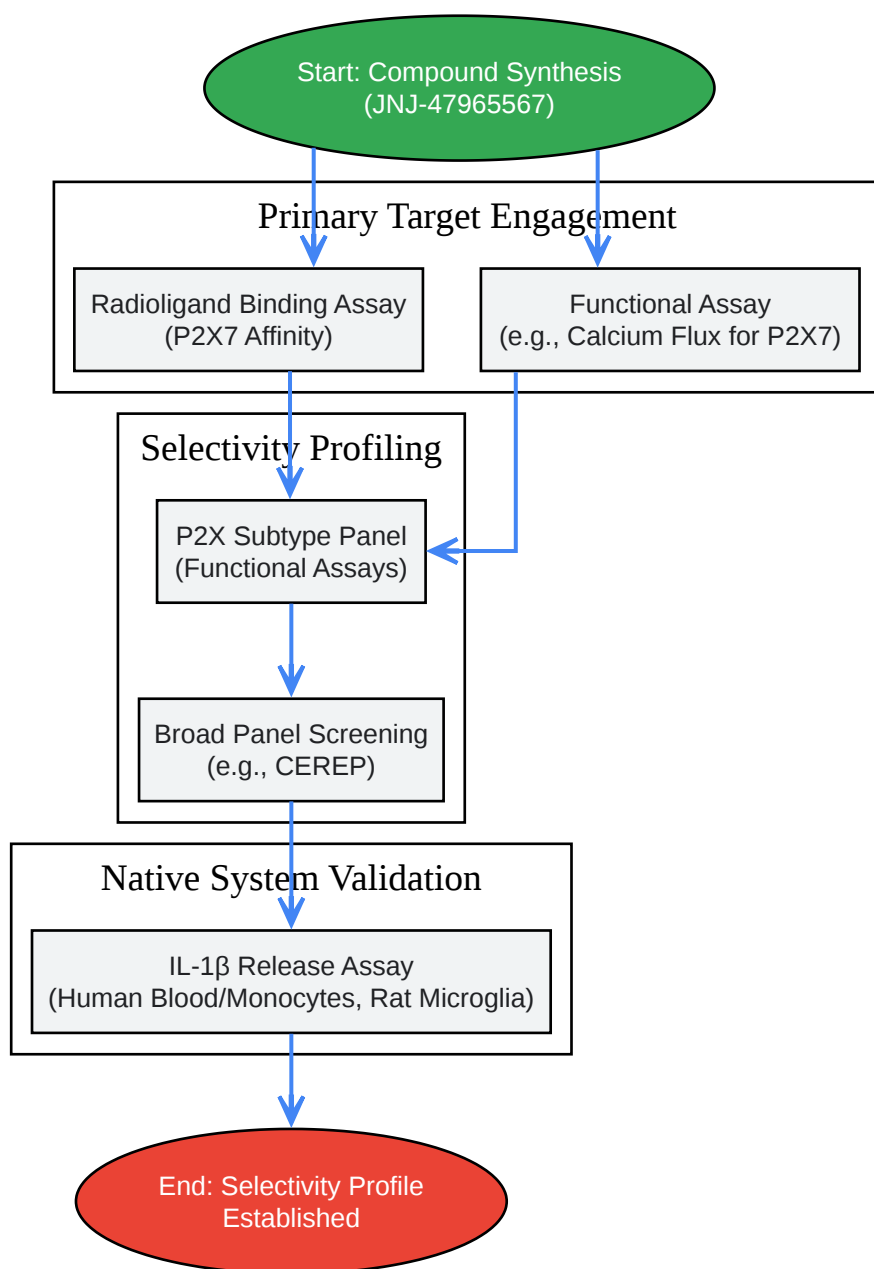 Start: Compound Synthesis
(JNJ-47965567)
Primary Target Engagement
Radioligand Binding Assay
(P2X7 Affinity)
Functional Assay
(e.g., Calcium Flux for P2X7)
Selectivity Profiling
P2X Subtype Panel
(Functional Assays)
Broad Panel Screening
(e.g., CEREP)
Native System Validation
IL-1β Release Assay
(Human Blood/Monocytes, Rat Microglia)
End: Selectivity Profile
Established